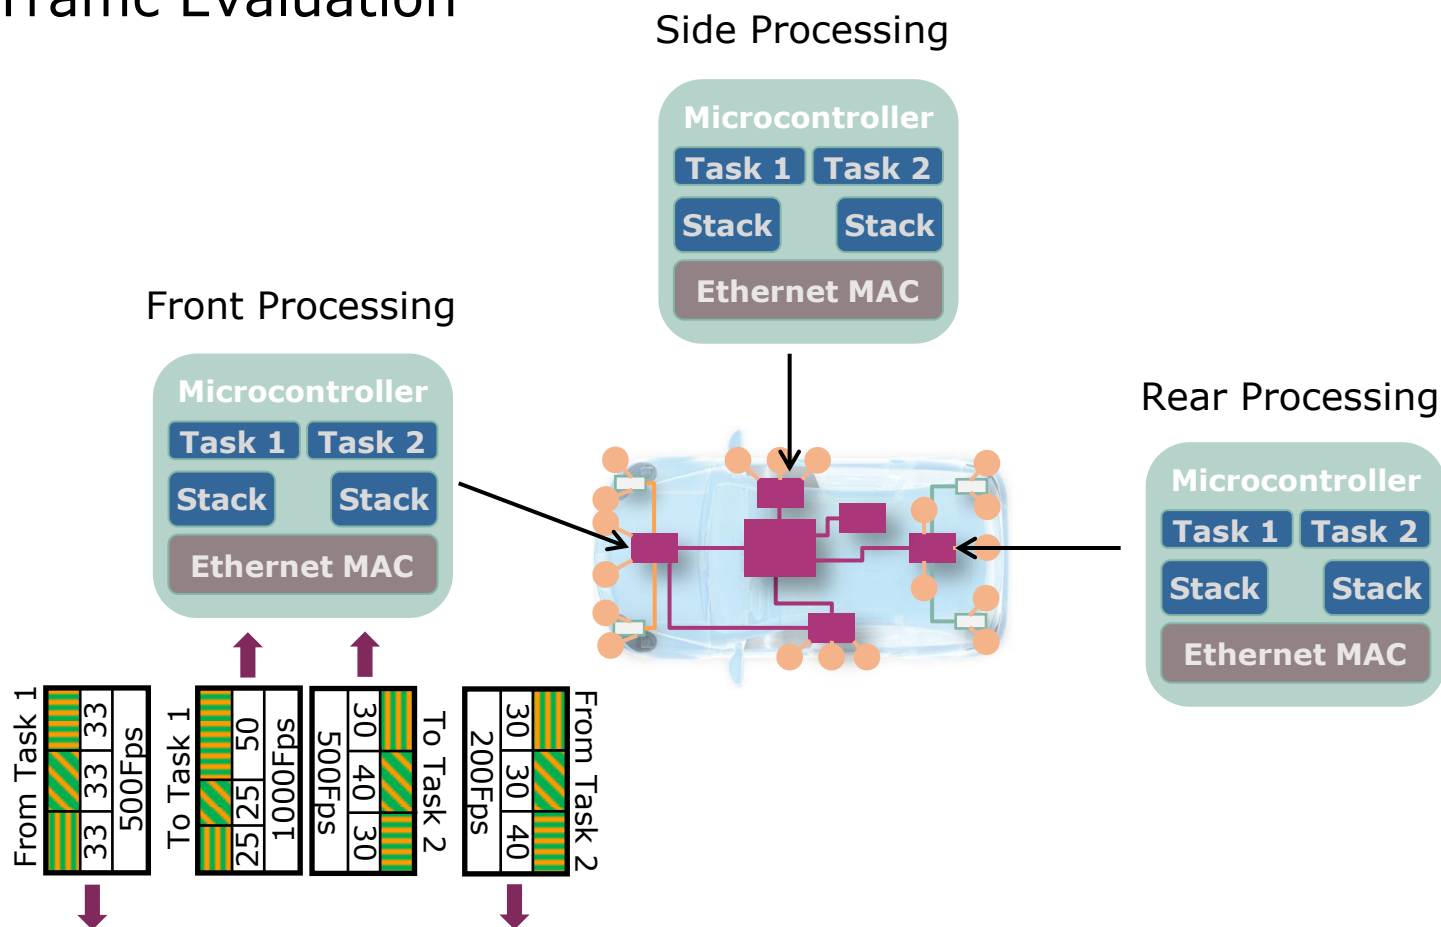 Traffic Evaluation
Side Processing
Microcontroller
Task 1 Task 2
Stack Stack
Ethernet MAC
Front Processing
Microcontroller
Task 1 Task 2
Stack Stack
Ethernet MAC
Rear Processing
Microcontroller
Task 1 Task 2
Stack Stack
Ethernet MAC
From Task 1
33 33 33
500Fps
To Task 1
25 25 50
1000Fps
To Task 2
30 40 30
500Fps
From Task 2
30 30 40
200Fps